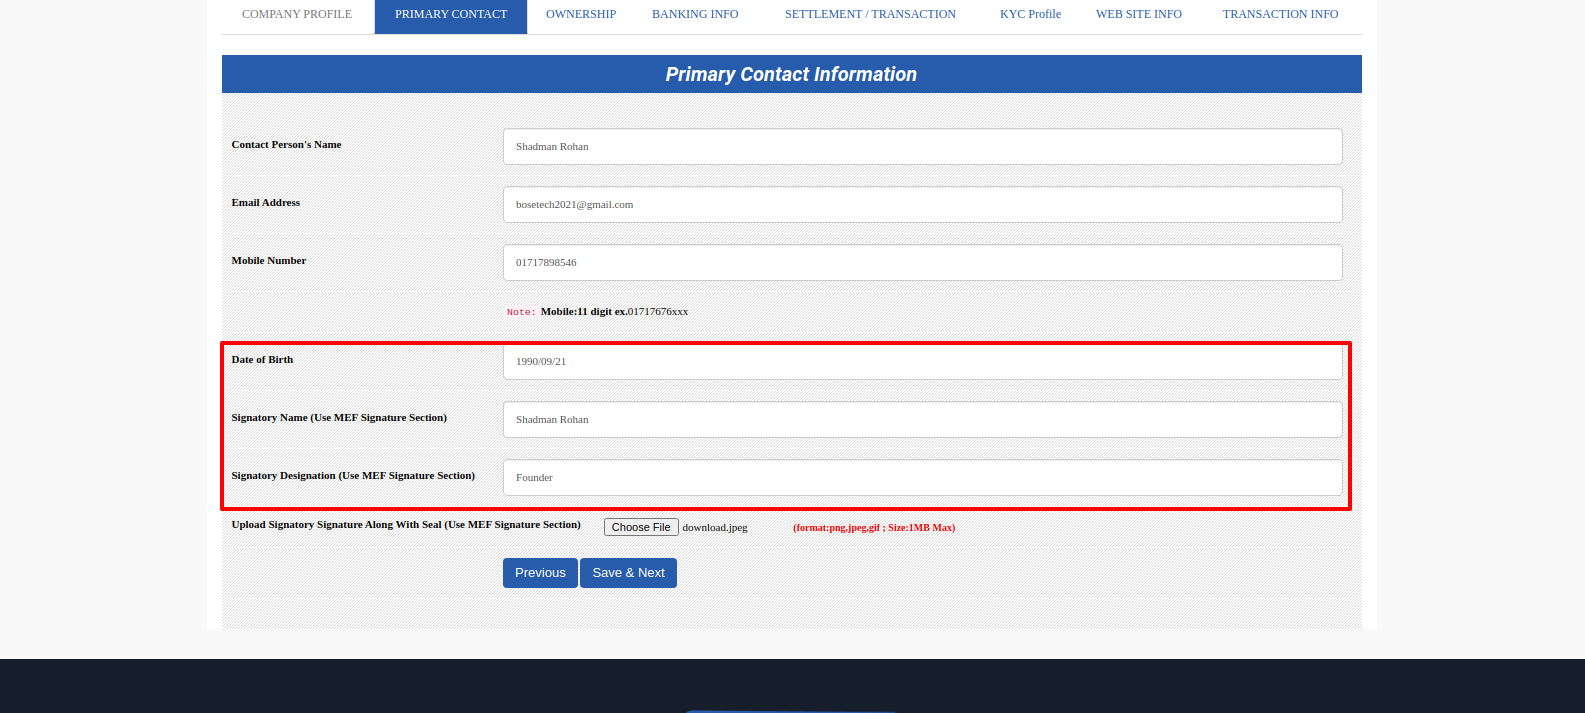 COMPANY PROFILE PRIMARY CONTACT OWNERSHIP BANKING INFO SETTLEMENT / TRANSACTION KYC Profile WEB SITE INFO TRANSACTION INFO
Primary Contact Information
Contact Person's Name Shadman Rohan
Email Address bosetech2021@gmail.com
Mobile Number 01717898546
Note: Mobile:11 digit ex.01717676xxx
Date of Birth 1990/09/21
Signatory Name (Use MEF Signature Section) Shadman Rohan
Signatory Designation (Use MEF Signature Section) Founder
Upload Signatory Signature Along With Seal (Use MEF Signature Section) Choose File download.jpeg (format:png,jpeg,gif ; Size:1MB Max)
Previous Save & Next